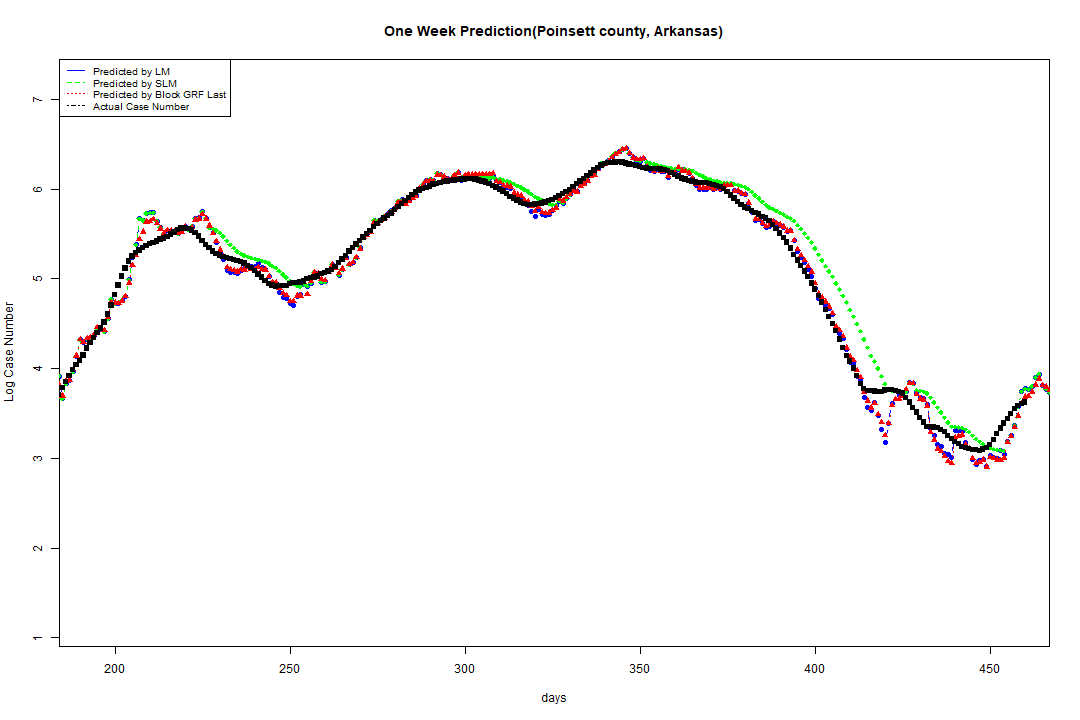 One Week Prediction(Poinsett county, Arkansas)
Predicted by LM
Predicted by SLM
Predicted by Block GRF Last
Actual Case Number
Log Case Number
7
6
5
4
3
2
1
200 250 300 350 400 450
days